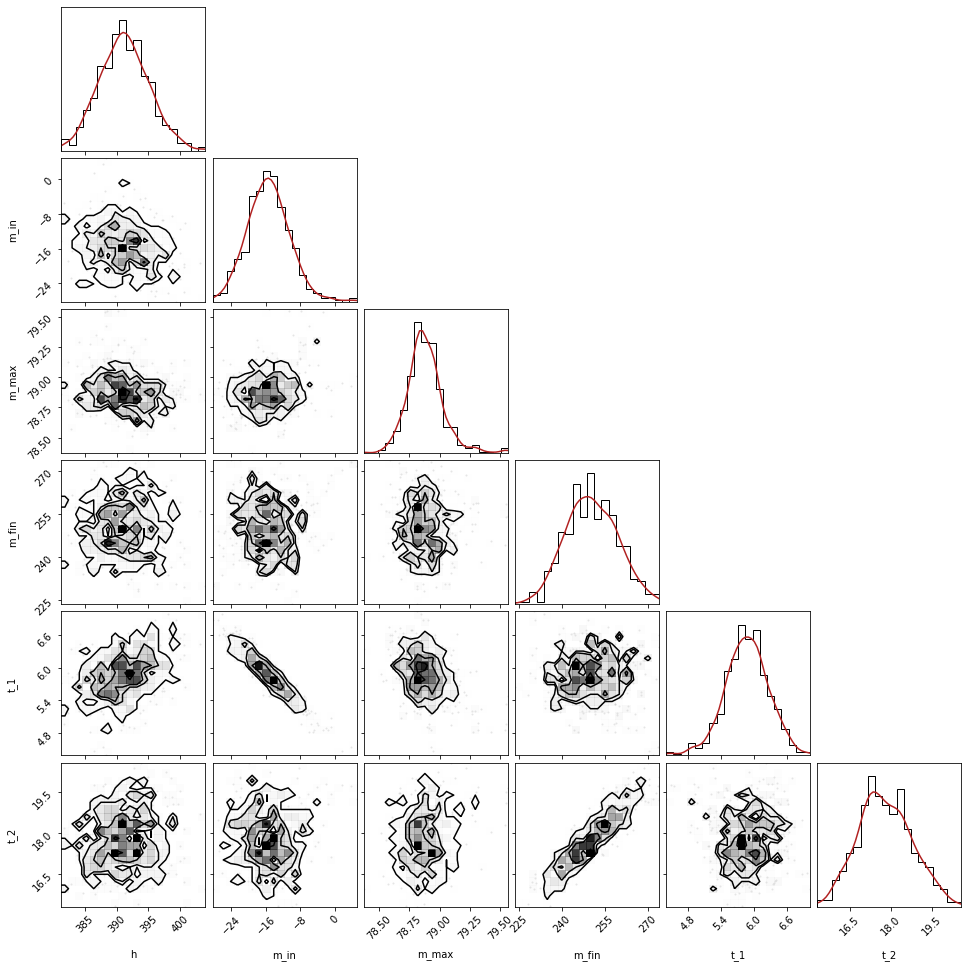 0
−8
−16
−24
m_in
79.50
79.25
79.00
78.75
78.50
m_max
270
255
240
225
m_fin
6.6
6.0
5.4
4.8
t_1
19.5
18.0
16.5
t_2
385 390 395 400
−24 −16 −8 0
78.50 78.75 79.00 79.25 79.50
225 240 255 270
4.8 5.4 6.0 6.6
16.5 18.0 19.5
h m_in m_max m_fin t_1 t_2